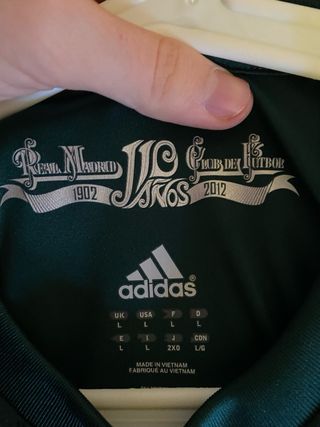 REAL MADRID 110 CLUB DE FUTBOL
1902 AÑOS 2012
adidas
UK USA F D
L L L L
E I J CDN
L L 2XO L/G
MADE IN VIETNAM
FABRIQUÉ AU VIETNAM